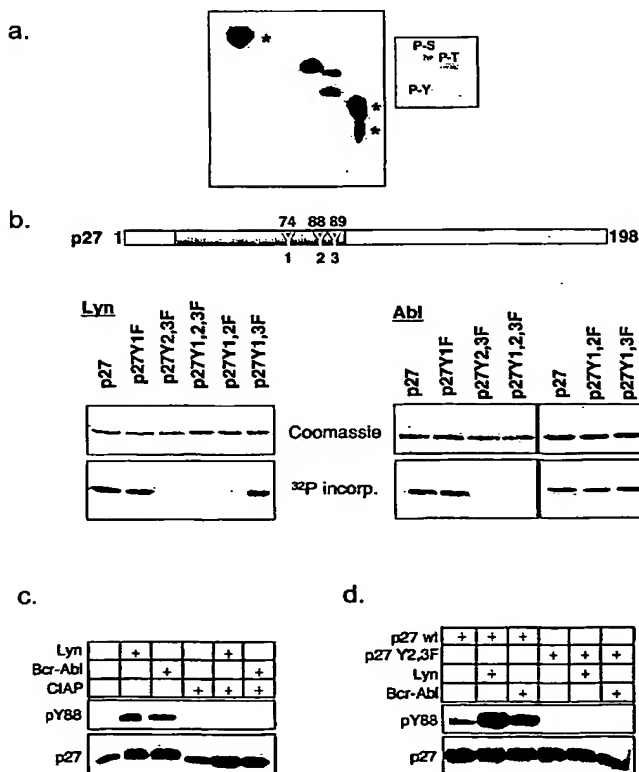 a.
*
*
*
P-S
P-T
P-Y
b.
74 88 89
p27 1 198
1 2 3
Lyn
p27
p27Y1F
p27Y2,3F
p27Y1,2,3F
p27Y1,2F
p27Y1,3F
Abl
p27
p27Y1F
p27Y2,3F
p27Y1,2,3F
p27
p27Y1,2F
p27Y1,3F
Coomassie
32P incorp.
c.
Lyn + +
Bcr-Abl + +
CIAP + + +
pY88
p27
d.
p27 wt + + +
p27 Y2,3F + + +
Lyn + +
Bcr-Abl + +
pY88
p27